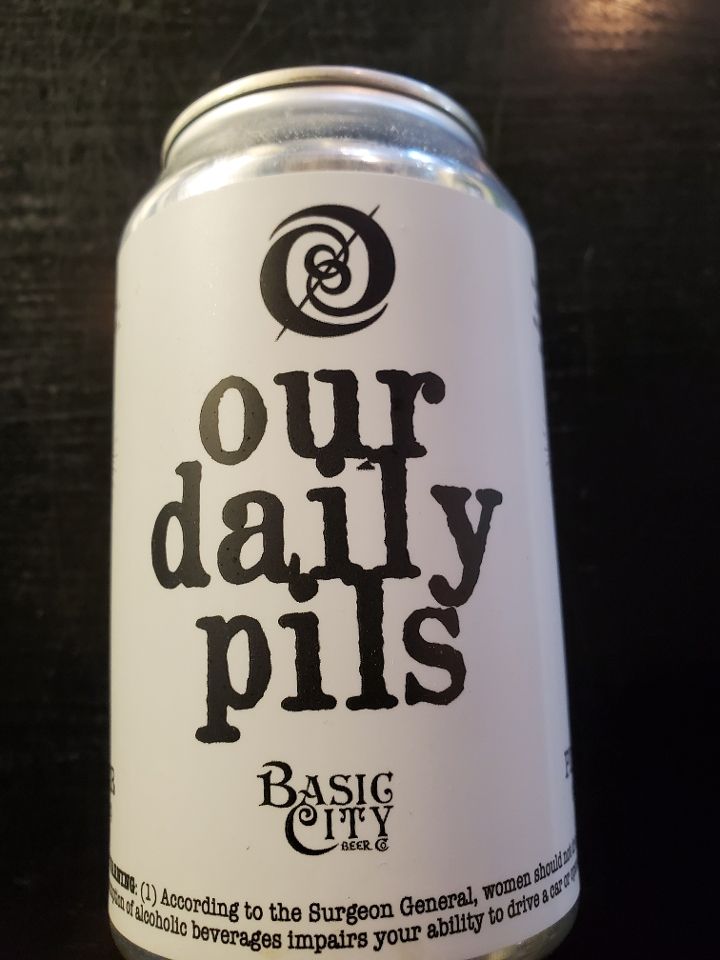 our
daily
pils
BASIC
CITY
BEER CO.
(1) According to the Surgeon General, women should not
of alcoholic beverages impairs your ability to drive a car or